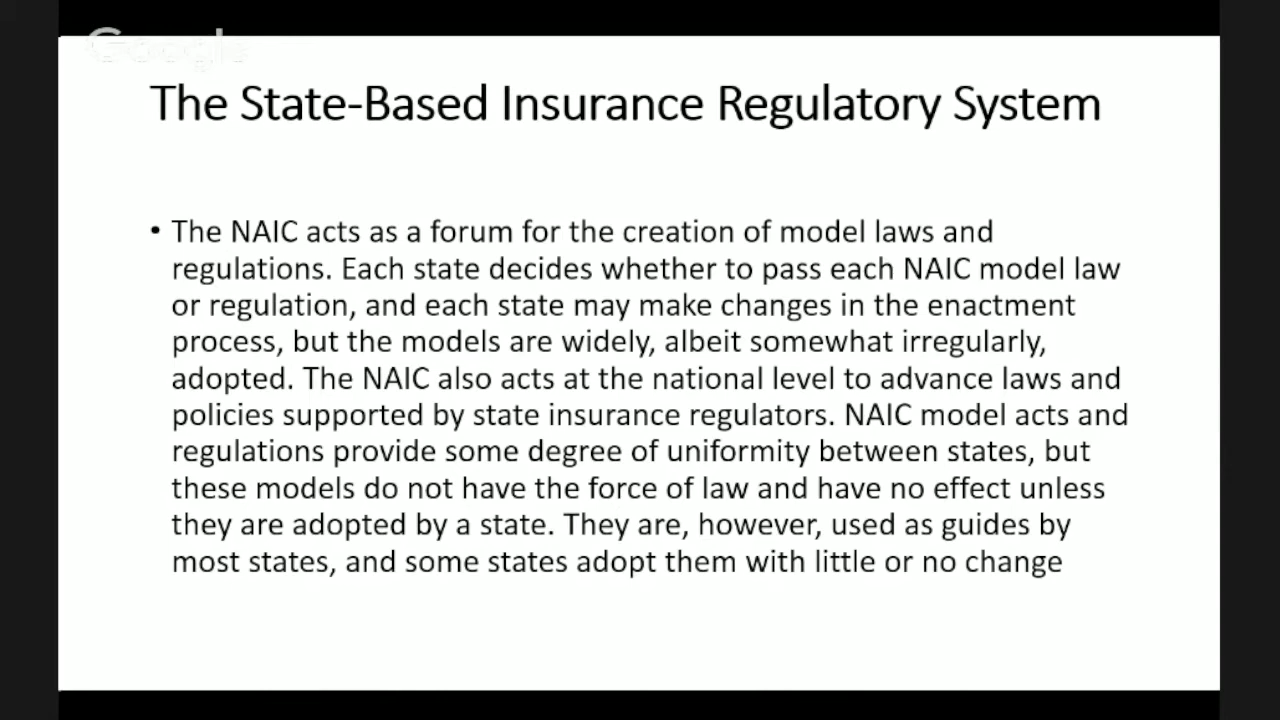 Google
The State-Based Insurance Regulatory System
• The NAIC acts as a forum for the creation of model laws and
regulations. Each state decides whether to pass each NAIC model law
or regulation, and each state may make changes in the enactment
process, but the models are widely, albeit somewhat irregularly,
adopted. The NAIC also acts at the national level to advance laws and
policies supported by state insurance regulators. NAIC model acts and
regulations provide some degree of uniformity between states, but
these models do not have the force of law and have no effect unless
they are adopted by a state. They are, however, used as guides by
most states, and some states adopt them with little or no change